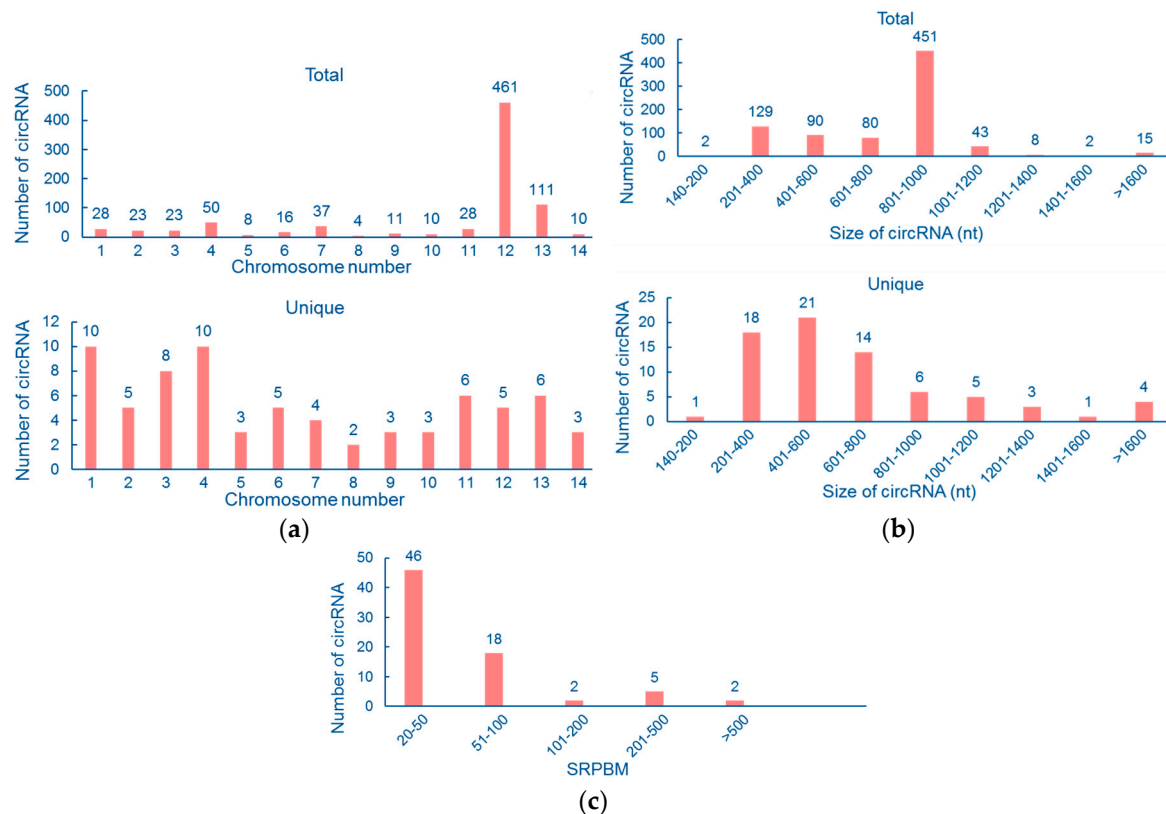 Total
Number of circRNA
500
400
300
200
100
0
28 23 23 50 8 16 37 4 11 10 28 461 111 10
1 2 3 4 5 6 7 8 9 10 11 12 13 14
Chromosome number
Unique
Number of circRNA
12
10
8
6
4
2
0
10 5 8 10 3 5 4 2 3 3 6 5 6 3
1 2 3 4 5 6 7 8 9 10 11 12 13 14
Chromosome number
(a)
Total
Number of circRNA
500
400
300
200
100
0
2 129 90 80 451 43 8 2 15
140-200 201-400 401-600 601-800 801-1000 1001-1200 1201-1400 1401-1600 >1600
Size of circRNA (nt)
Unique
Number of circRNA
25
20
15
10
5
0
1 18 21 14 6 5 3 1 4
140-200 201-400 401-600 601-800 801-1000 1001-1200 1201-1400 1401-1600 >1600
Size of circRNA (nt)
(b)
Number of circRNA
50
40
30
20
10
0
46 18 2 5 2
20-50 51-100 101-200 201-500 >500
SRPBM
(c)